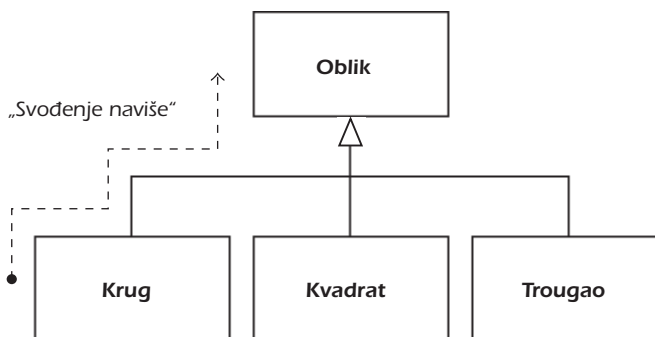 Oblik
„Svođenje naviše“
Krug
Kvadrat
Trougao